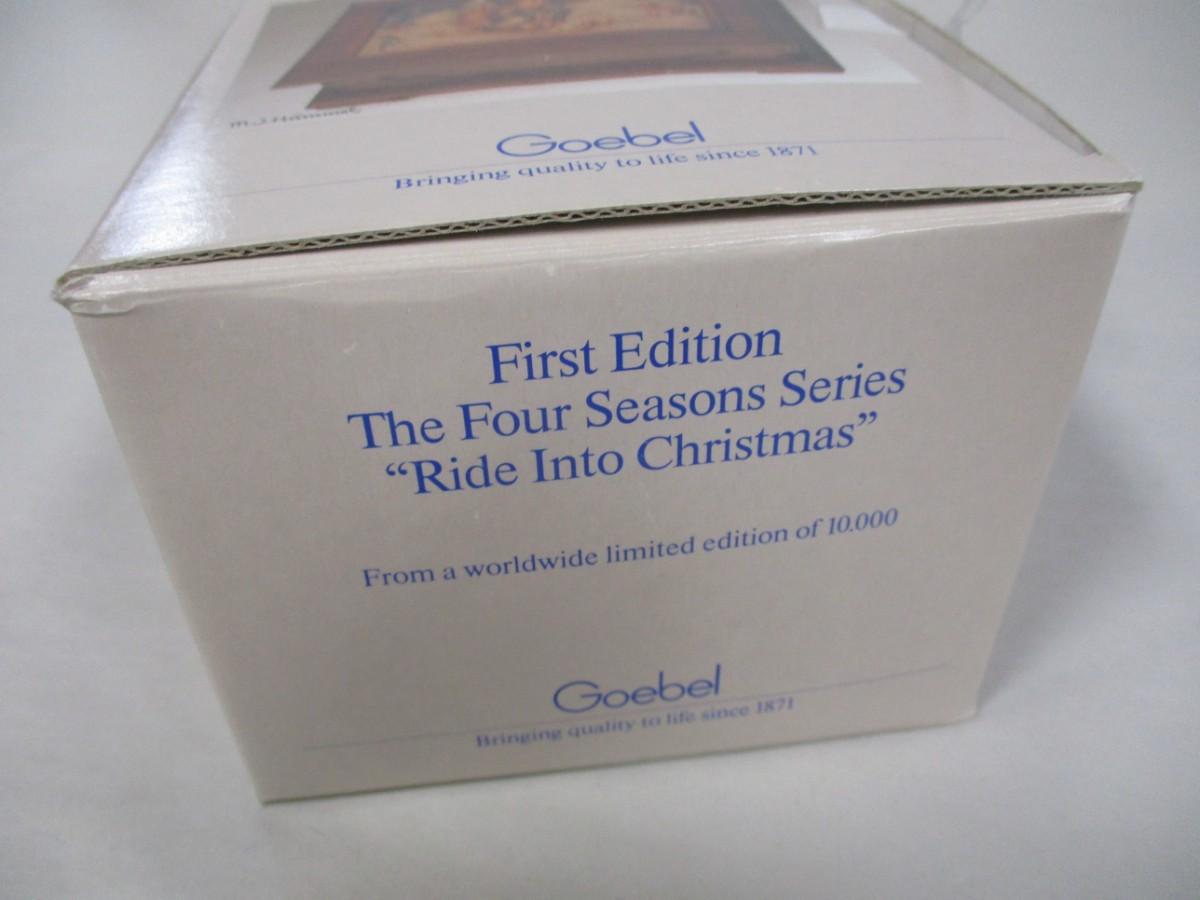 M.J. Hummel
Goebel
Bringing quality to life since 1871
First Edition
The Four Seasons Series
“Ride Into Christmas”
From a worldwide limited edition of 10.000
Goebel
Bringing quality to life since 1871